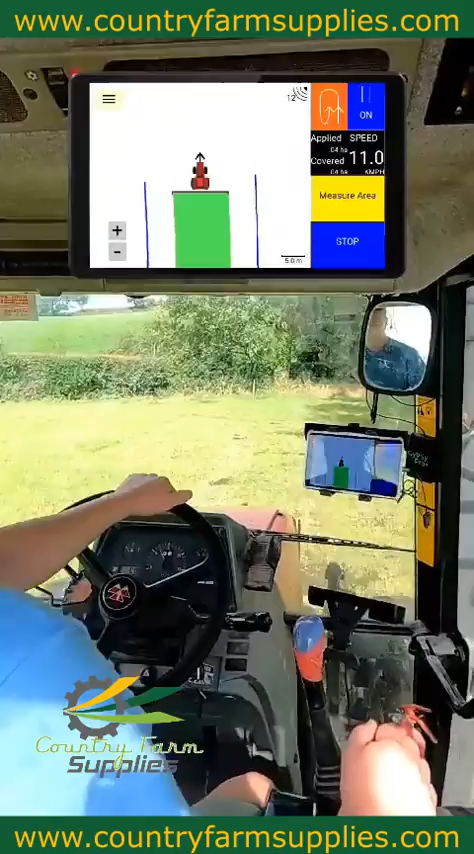 www.countryfarmsupplies.com
12
ON
Applied SPEED
.04 ha
11.0
Covered
.04 ha
KMPH
Measure Area
+
-
STOP
5.0 m
Country Farm
Supplies
www.countryfarmsupplies.com